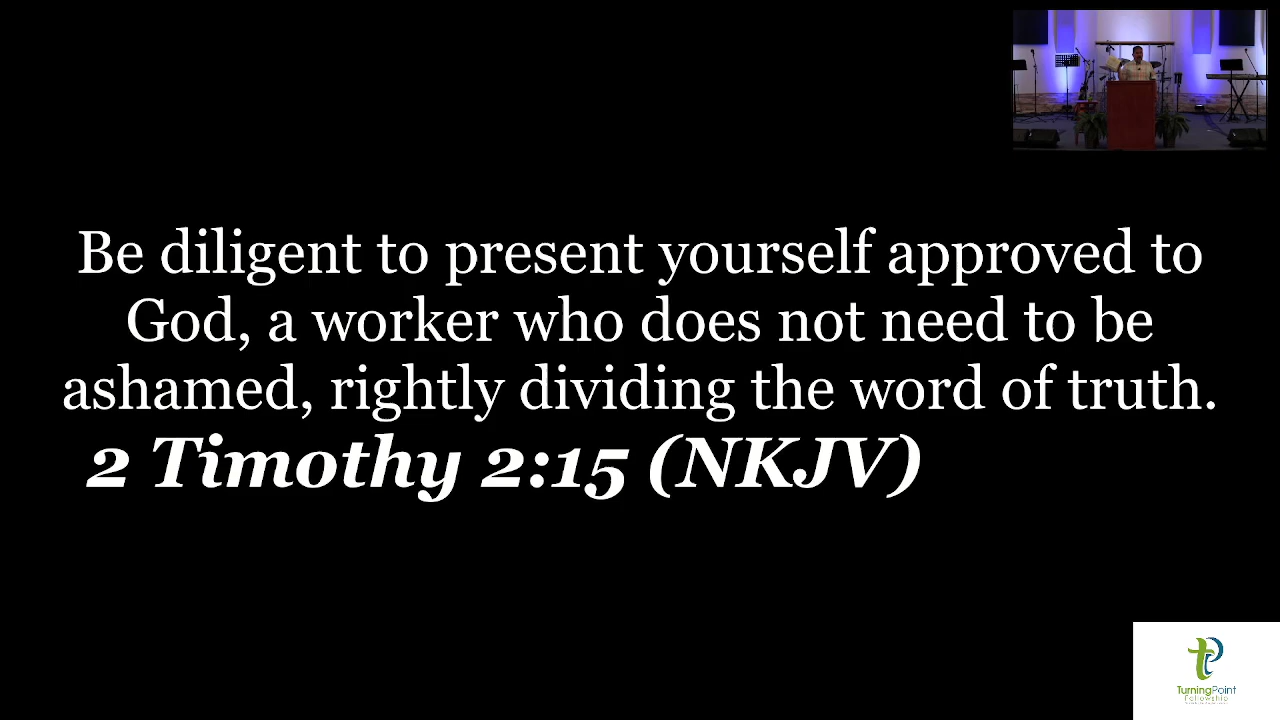 Be diligent to present yourself approved to
God, a worker who does not need to be
ashamed, rightly dividing the word of truth.
2 Timothy 2:15 (NKJV)
TurningPoint
Fellowship